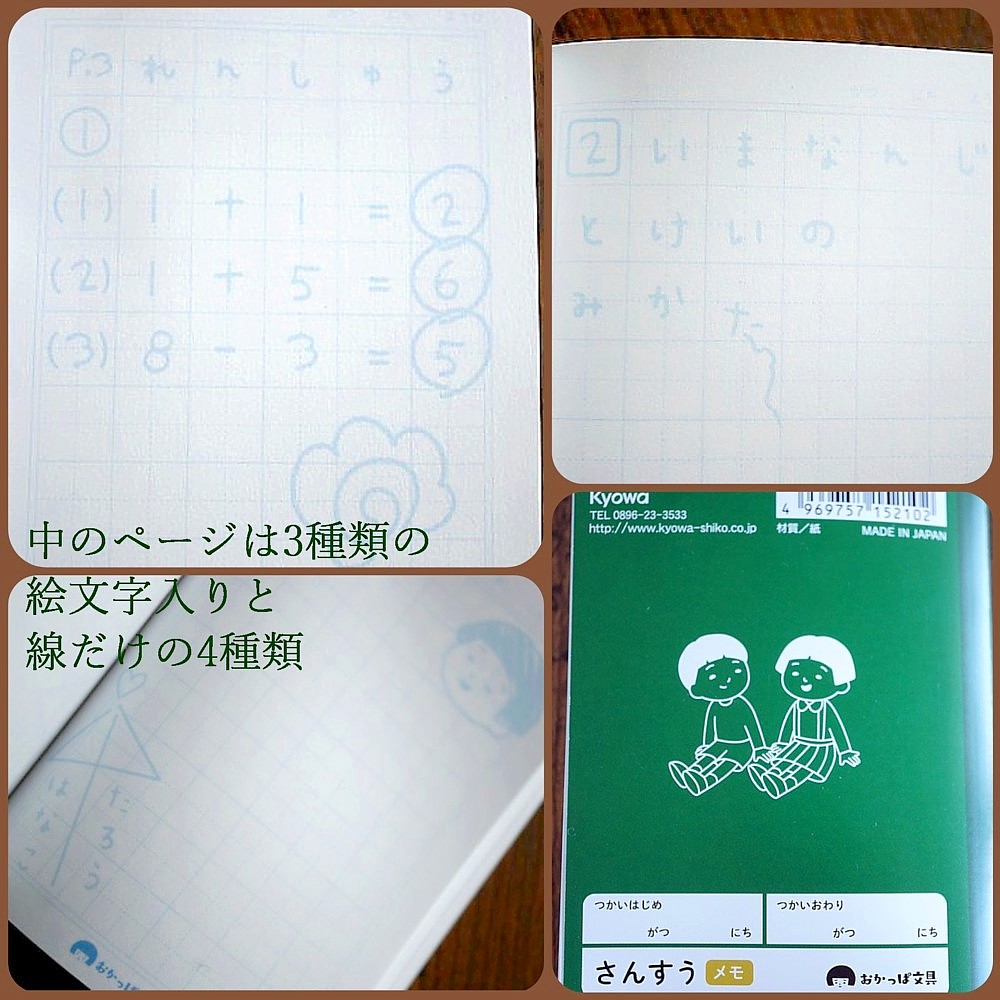 P.3 れんしゅう
①
(1) 1 + 1 = 2
(2) 1 + 5 = 6
(3) 8 - 3 = 5
2 いまなんじ
とけいの
みかた
中のページは3種類の
絵文字入りと
線だけの4種類
たろう
おかっぱ
Kyowa
TEL 0896-23-3533
http://www.kyowa-shiko.co.jp
材質／紙
4 969757 152102
MADE IN JAPAN
つかいはじめ
がつ にち
つかいおわり
がつ にち
さんすう メモ
おかっぱ文具